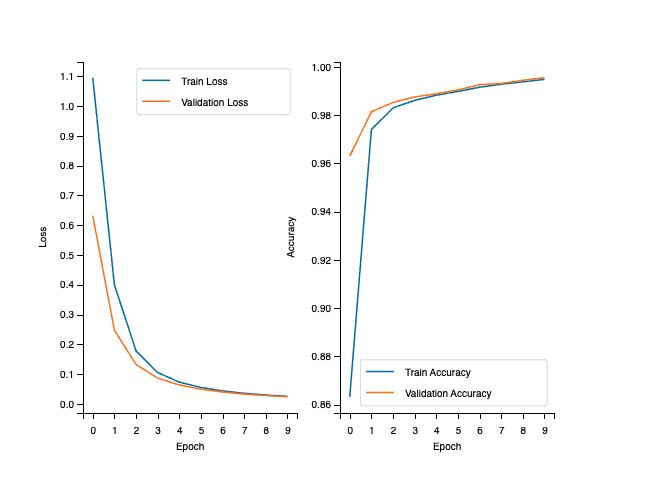 1.1
1.0
0.9
0.8
0.7
0.6
0.5
0.4
0.3
0.2
0.1
0.0
Loss
0 1 2 3 4 5 6 7 8 9
Epoch
Train Loss
Validation Loss
1.00
0.98
0.96
0.94
0.92
0.90
0.88
0.86
Accuracy
0 1 2 3 4 5 6 7 8 9
Epoch
Train Accuracy
Validation Accuracy